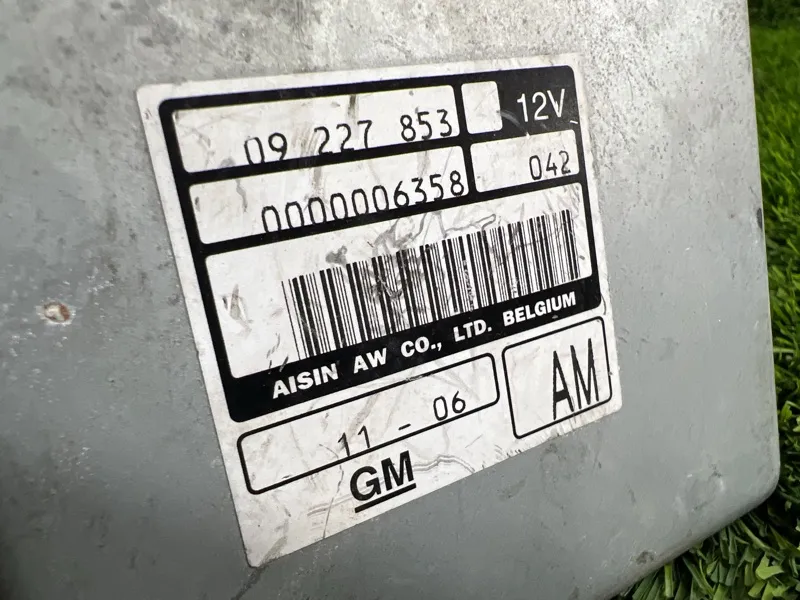 09 227 853 12V
0000006358 042
AISIN AW CO., LTD. BELGIUM
11 - 06 AM
GM